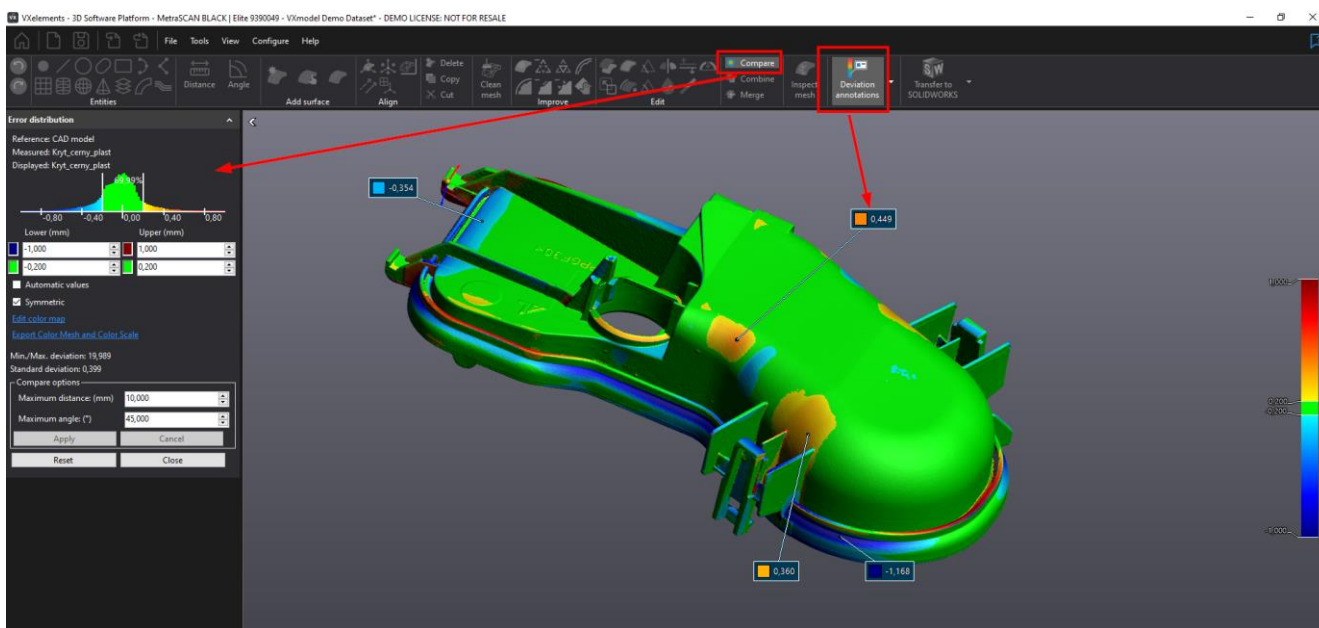 VXelements - 3D Software Platform - MetraSCAN BLACK | Elite 9390049 - VXmodel Demo Dataset* - DEMO LICENSE: NOT FOR RESALE
File Tools View Configure Help
Distance
Angle
Delete
Copy
Cut
Clean mesh
Compare
Combine
Merge
Inspect mesh
Deviation annotations
Transfer to SOLIDWORKS
Entities
Add surface
Align
Improve
Edit
Error distribution
Reference: CAD model
Measured: Kryt_cerny_plast
Displayed: Kryt_cerny_plast
-0,80 -0,40 0,00 0,40 0,80
Lower (mm) Upper (mm)
-1,000 1,000
-0,200 0,200
Automatic values
Symmetric
Edit color map
Export Color Mesh and Color Scale
Min./Max. deviation: 19,989
Standard deviation: 0,399
Compare options
Maximum distance: (mm) 10,000
Maximum angle: (°) 45,000
Apply Cancel
Reset Close
-0,354
0,449
0,360
-1,168
1,000
0,200
-0,200
-1,000